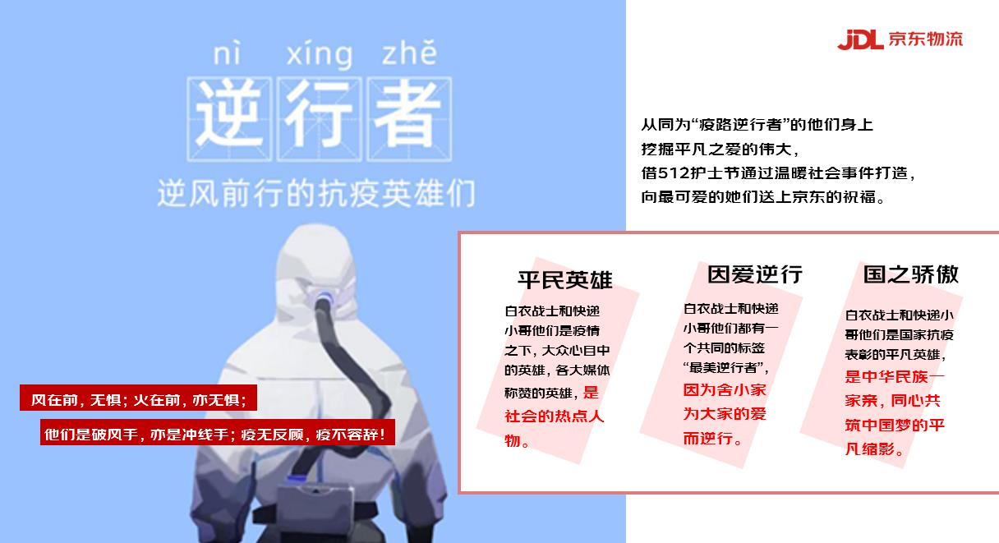 nì xíng zhě
逆行者
逆风前行的抗疫英雄们
风在前，无惧；火在前，亦无惧；
他们是破风手，亦是冲线手；疫无反顾，疫不容辞！
JDL 京东物流
从同为“疫路逆行者”的他们身上
挖掘平凡之爱的伟大，
借512护士节通过温暖社会事件打造，
向最可爱的她们送上京东的祝福。
平民英雄
白衣战士和快递
小哥他们是疫情
之下，大众心目中
的英雄，各大媒体
称赞的英雄，是
社会的热点人
物。
因爱逆行
白衣战士和快递
小哥他们都有一
个共同的标签
“最美逆行者”，
因为舍小家
为大家的爱
而逆行。
国之骄傲
白衣战士和快递小
哥他们是国家抗疫
表彰的平凡英雄，
是中华民族一
家亲，同心共
筑中国梦的平
凡缩影。